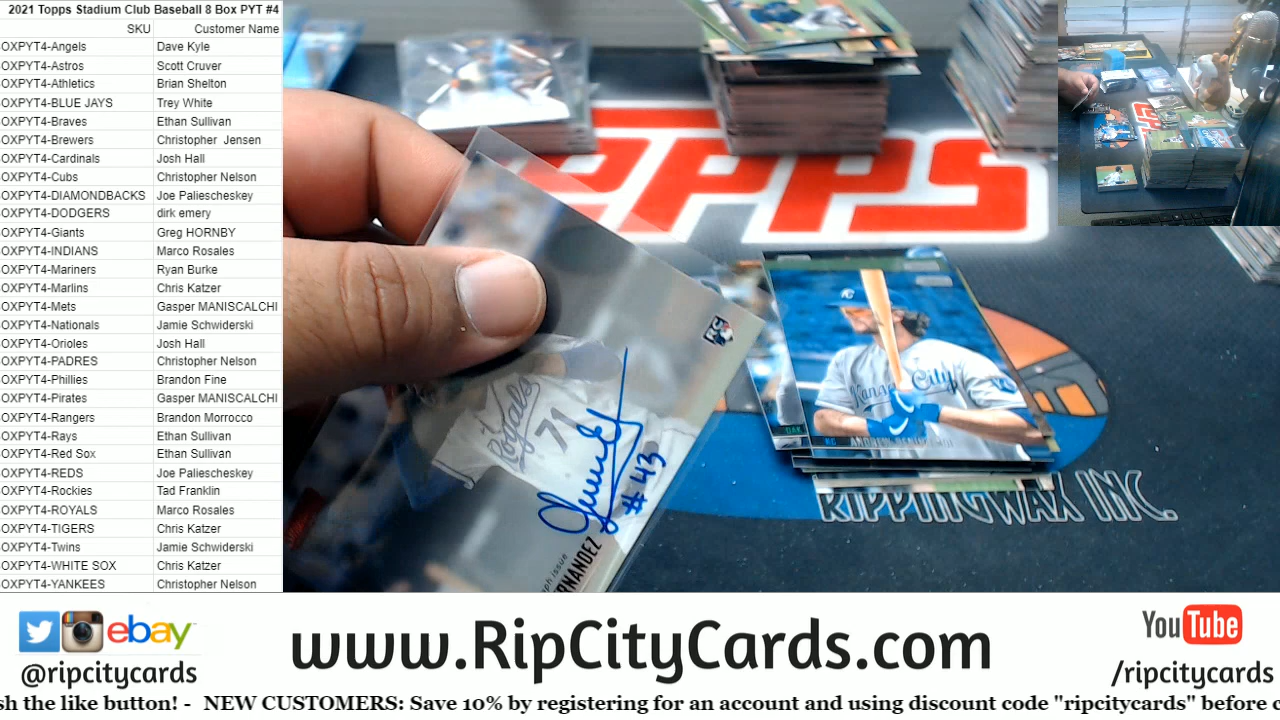 2021 Topps Stadium Club Baseball 8 Box PYT #4
SKU Customer Name
OXPYT4-Angels Dave Kyle
OXPYT4-Astros Scott Cruver
OXPYT4-Athletics Brian Shelton
OXPYT4-BLUE JAYS Trey White
OXPYT4-Braves Ethan Sullivan
OXPYT4-Brewers Christopher Jensen
OXPYT4-Cardinals Josh Hall
OXPYT4-Cubs Christopher Nelson
OXPYT4-DIAMONDBACKS Joe Paliescheskey
OXPYT4-DODGERS dirk emery
OXPYT4-Giants Greg HORNBY
OXPYT4-INDIANS Marco Rosales
OXPYT4-Mariners Ryan Burke
OXPYT4-Marlins Chris Katzer
OXPYT4-Mets Gasper MANISCALCHI
OXPYT4-Nationals Jamie Schwiderski
OXPYT4-Orioles Josh Hall
OXPYT4-PADRES Christopher Nelson
OXPYT4-Phillies Brandon Fine
OXPYT4-Pirates Gasper MANISCALCHI
OXPYT4-Rangers Brandon Morrocco
OXPYT4-Rays Ethan Sullivan
OXPYT4-Red Sox Ethan Sullivan
OXPYT4-REDS Joe Paliescheskey
OXPYT4-Rockies Tad Franklin
OXPYT4-ROYALS Marco Rosales
OXPYT4-TIGERS Chris Katzer
OXPYT4-Twins Jamie Schwiderski
OXPYT4-WHITE SOX Chris Katzer
OXPYT4-YANKEES Christopher Nelson
TOPPS
RC
Royals
71
#43
RNANDEZ
Kansas City
KC
OAK
RIPPINGWAX INC.
ebay
@ripcitycards
www.RipCityCards.com
YouTube
/ripcitycards
sh the like button! - NEW CUSTOMERS: Save 10% by registering for an account and using discount code "ripcitycards" before c